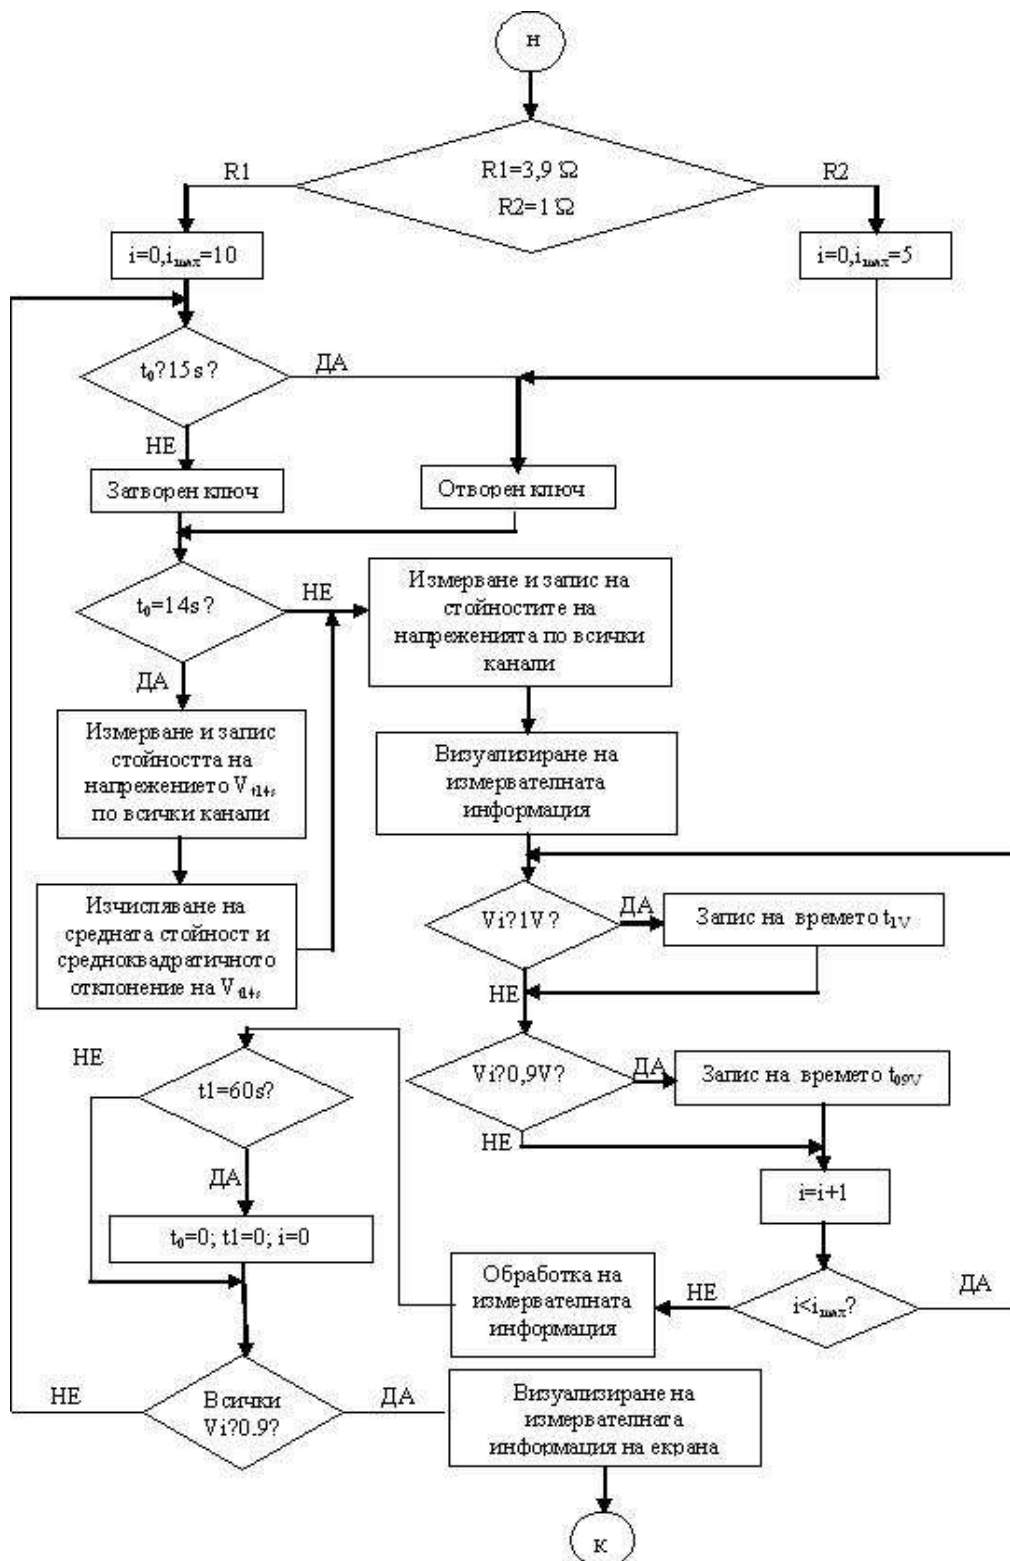 н
R1=3,9 Ω
R2=1 Ω
R1
R2
i=0,imax=10
i=0,imax=5
t0?15s?
ДА
НЕ
Затворен ключ
Отворен ключ
t0=14s?
НЕ
ДА
Измерване и запис на
стойностите на
напреженията по всички
канали
Измерване и запис
стойността на
напрежението Vt14s
по всички канали
Визуализиране на
измервателната
информация
Изчисляване на
средната стойност и
средноквадратичното
отклонение на Vt14s
Vi?1V?
ДА
Запис на времето t1V
НЕ
Vi?0,9V?
ДА
Запис на времето t09V
НЕ
i=i+1
i<imax?
ДА
НЕ
Обработка на
измервателната
информация
t1=60s?
НЕ
ДА
t0=0; t1=0; i=0
Всички
Vi?0.9?
НЕ
ДА
Визуализиране на
измервателната
информация на екрана
к